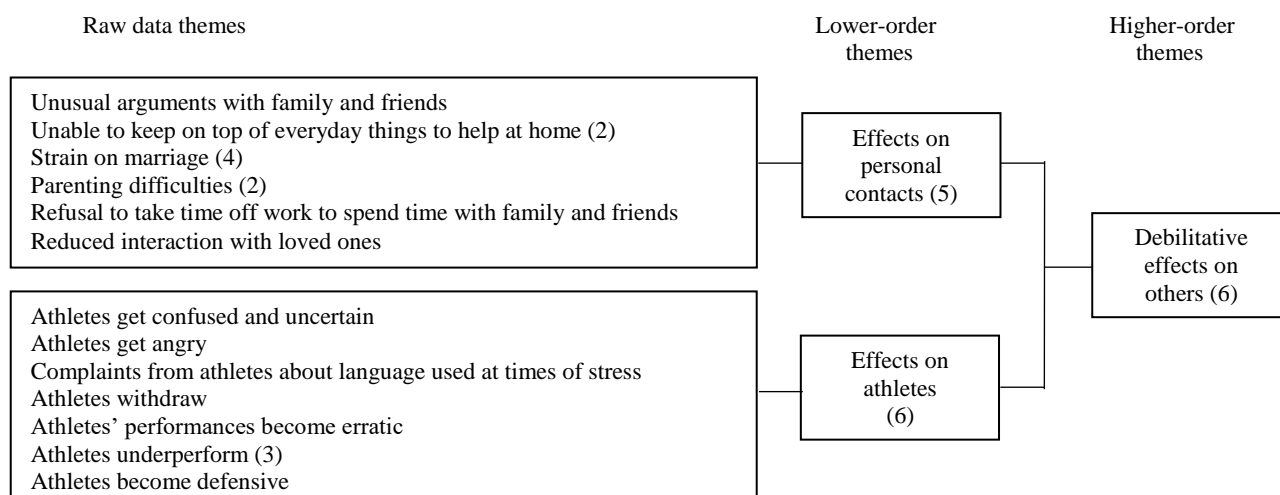 Raw data themes
Lower-order
themes
Higher-order
themes
Unusual arguments with family and friends
Unable to keep on top of everyday things to help at home (2)
Strain on marriage (4)
Parenting difficulties (2)
Refusal to take time off work to spend time with family and friends
Reduced interaction with loved ones
Effects on
personal
contacts (5)
Debilitative
effects on
others (6)
Athletes get confused and uncertain
Athletes get angry
Complaints from athletes about language used at times of stress
Athletes withdraw
Athletes’ performances become erratic
Athletes underperform (3)
Athletes become defensive
Effects on
athletes
(6)